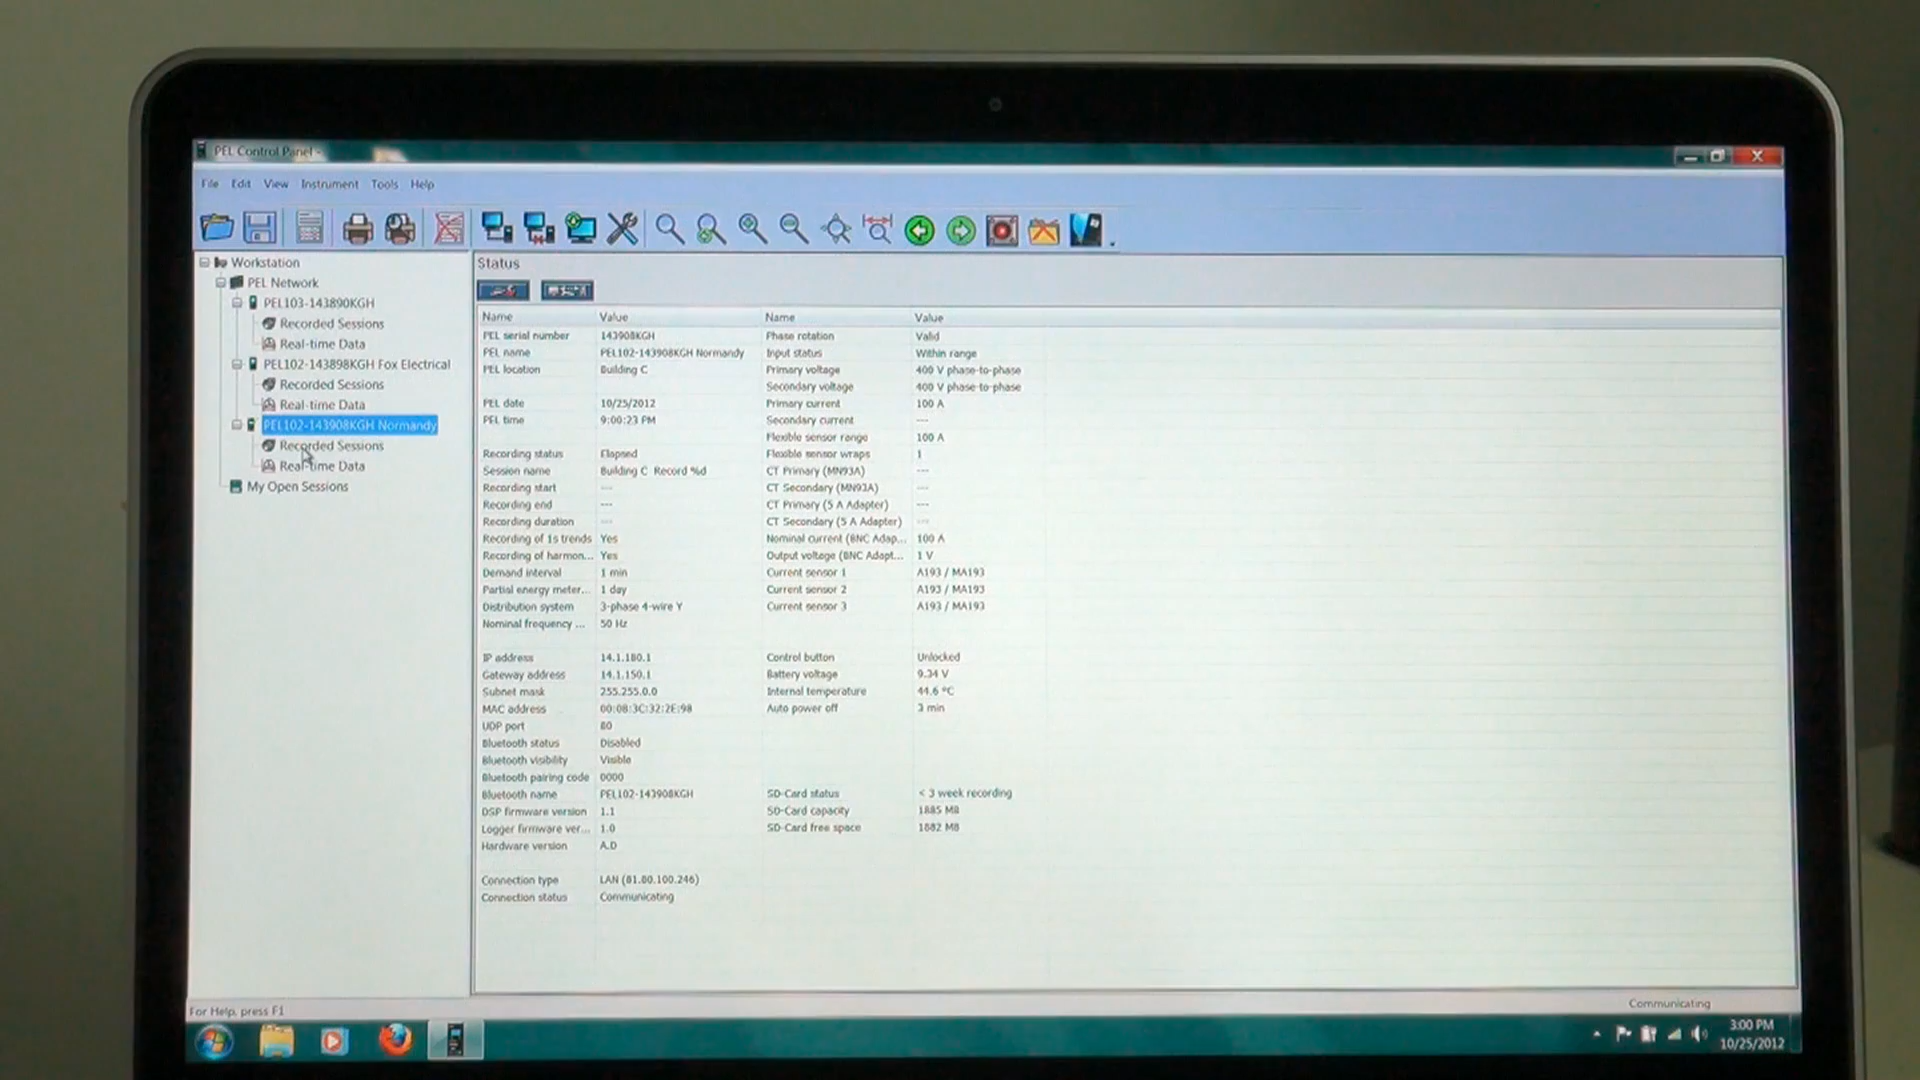 PEL Control Panel -
File Edit View Instrument Tools Help
Workstation
PEL Network
PEL103-143890KGH
Recorded Sessions
Real-time Data
PEL102-143898KGH Fox Electrical
Recorded Sessions
Real-time Data
PEL102-143908KGH Normandy
Recorded Sessions
Real-time Data
My Open Sessions
Status
Name Value Name Value
PEL serial number 143908KGH Phase rotation Valid
PEL name PEL102-143908KGH Normandy Input status Within range
PEL location Building C Primary voltage 400 V phase-to-phase
Secondary voltage 400 V phase-to-phase
PEL date 10/25/2012 Primary current 100 A
PEL time 9:00:23 PM Secondary current ---
Flexible sensor range 100 A
Recording status Elapsed Flexible sensor wraps 1
Session name Building C Record %d CT Primary (MN93A) ---
Recording start --- CT Secondary (MN93A) ---
Recording end --- CT Primary (5 A Adapter) ---
Recording duration --- CT Secondary (5 A Adapter) ---
Recording of 1s trends Yes Nominal current (BNC Adap... 100 A
Recording of harmon... Yes Output voltage (BNC Adapt... 1 V
Demand interval 1 min Current sensor 1 A193 / MA193
Partial energy meter... 1 day Current sensor 2 A193 / MA193
Distribution system 3-phase 4-wire Y Current sensor 3 A193 / MA193
Nominal frequency ... 50 Hz
IP address 14.1.180.1 Control button Unlocked
Gateway address 14.1.150.1 Battery voltage 9.34 V
Subnet mask 255.255.0.0 Internal temperature 44.6 °C
MAC address 00:08:3C:32:2E:98 Auto power off 3 min
UDP port 80
Bluetooth status Disabled
Bluetooth visibility Visible
Bluetooth pairing code 0000
Bluetooth name PEL102-143908KGH SD-Card status < 3 week recording
DSP firmware version 1.1 SD-Card capacity 1885 MB
Logger firmware ver... 1.0 SD-Card free space 1882 MB
Hardware version A.D
Connection type LAN (81.80.100.246)
Connection status Communicating
For Help, press F1 Communicating
3:00 PM
10/25/2012